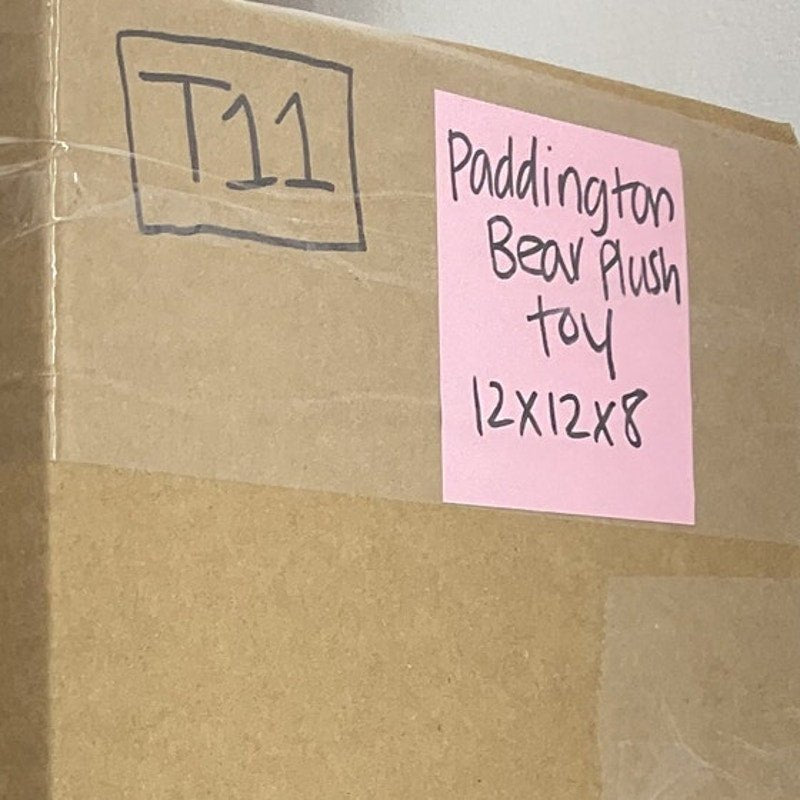 T11
Paddington
Bear Plush
toy
12x12x8